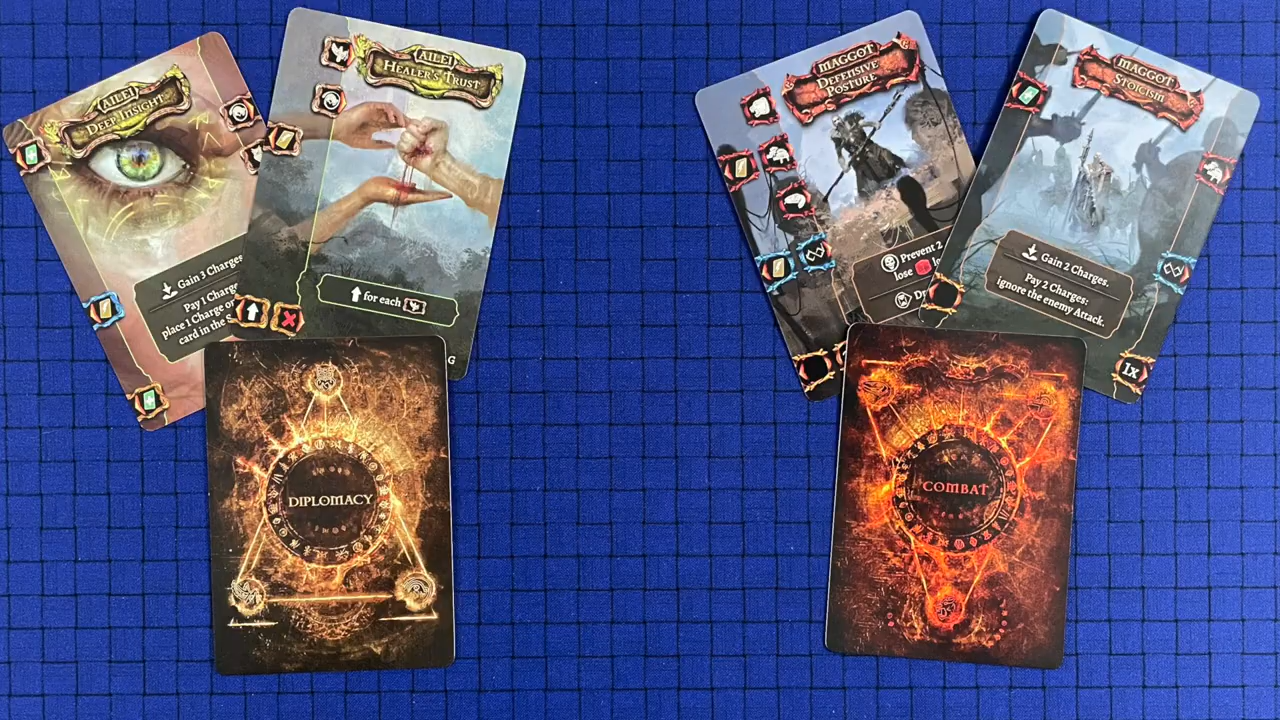 AILEI
DEEP INSIGHT
Gain 3 Charges
Pay 1 Charge
place 1 Charge
card in the
AILEI
HEALER'S TRUST
for each
G
DIPLOMACY
MAGGOT
DEFENSIVE
POSTURE
Prevent 2
lose
MAGGOT
STOICISM
Gain 2 Charges.
Pay 2 Charges:
ignore the enemy Attack.
1x
COMBAT